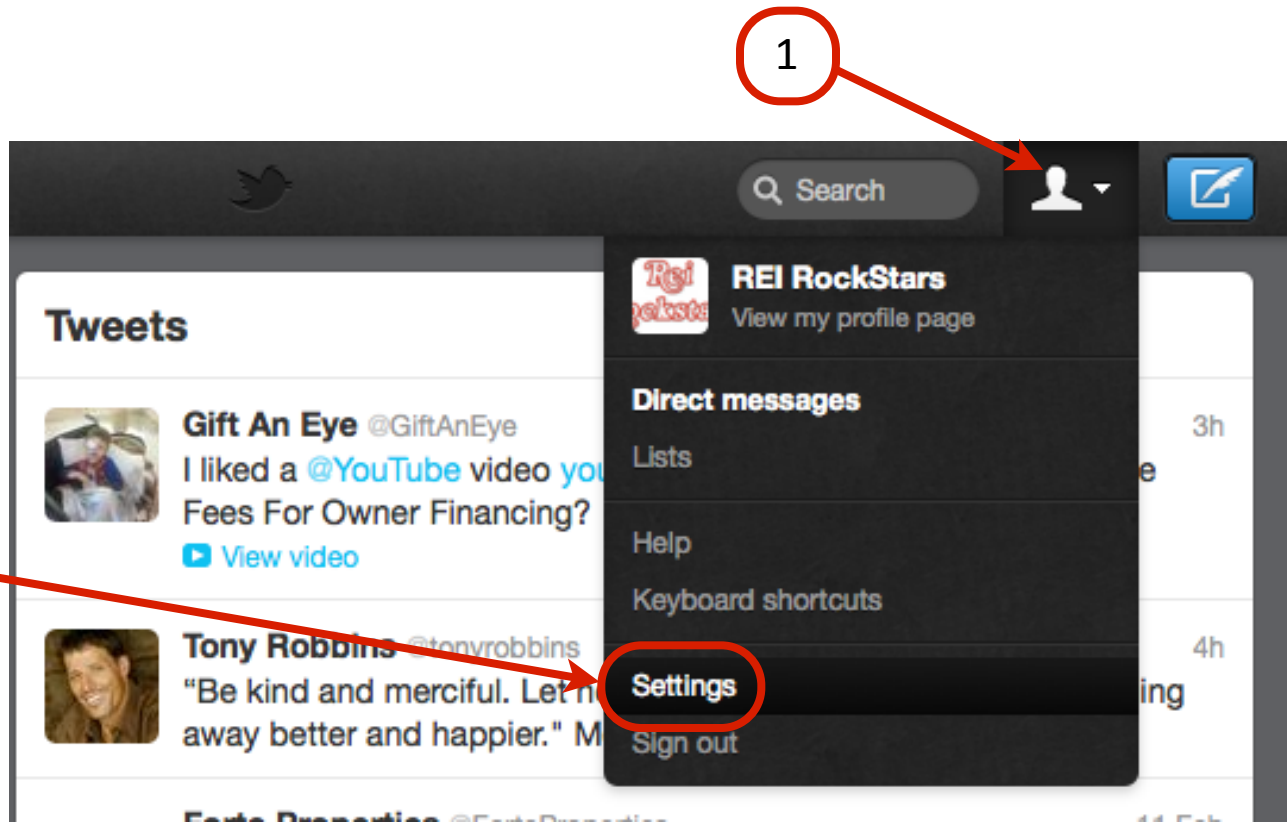 1
Search
REI RockStars
View my profile page
Tweets
Direct messages
Lists
Help
Keyboard shortcuts
Settings
Sign out
Gift An Eye @GiftAnEye 3h
I liked a @YouTube video
Fees For Owner Financing?
View video
Tony Robbins @tonyrobbins 4h
"Be kind and merciful. Let
away better and happier."